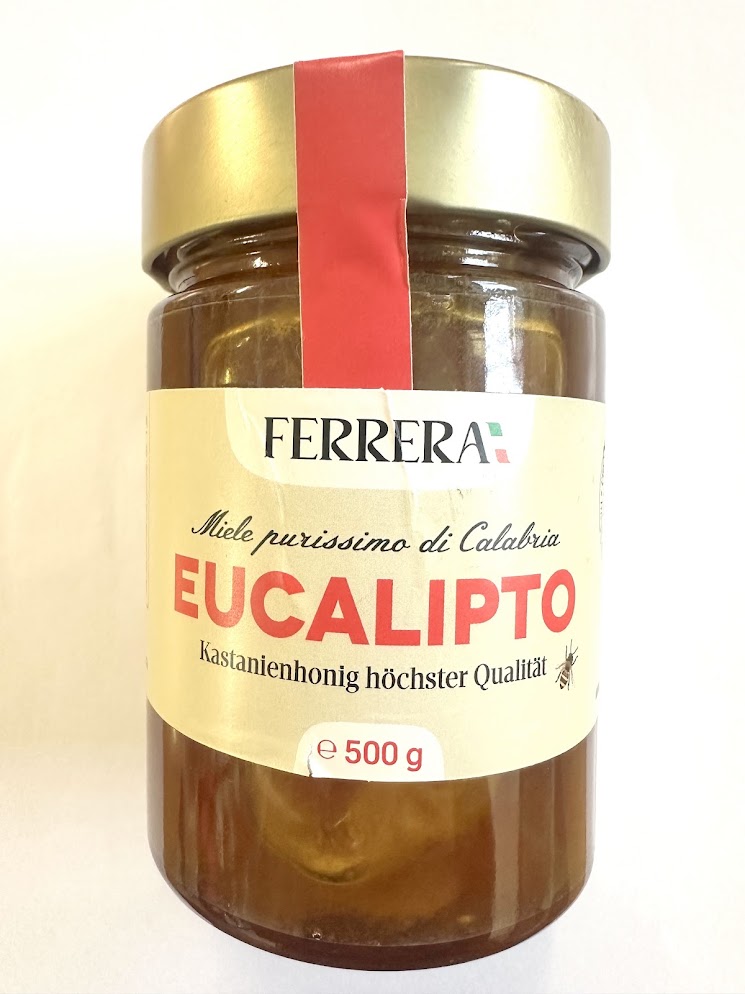 FERRERA
Miele purissimo di Calabria
EUCALIPTO
Kastanienhonig höchster Qualität
℮ 500 g